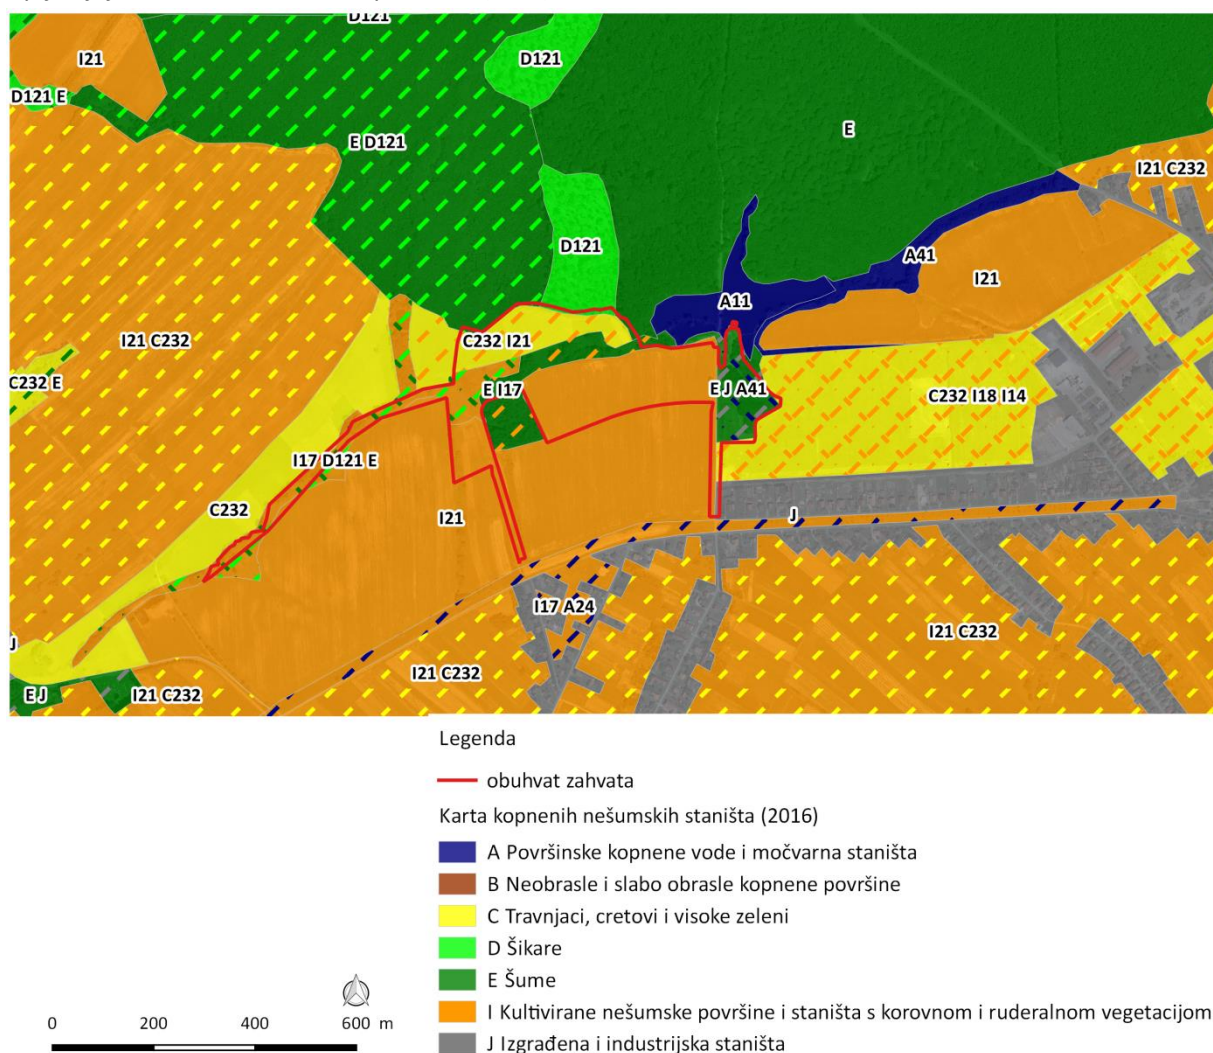 D121
I21
D121
D121 E
E
E D121
I21 C232
D121
A41
I21
A11
I21 C232
C232 I21
C232 E
E I17
E J A41
C232 I18 I14
I17 D121 E
C232
I21
J
I17 A24
J
I21 C232
I21 C232
E J
I21 C232
Legenda
obuhvat zahvata
Karta kopnenih nešumskih staništa (2016)
A Površinske kopnene vode i močvarna staništa
B Neobrasle i slabo obrasle kopnene površine
C Travnjaci, cretovi i visoke zeleni
D Šikare
E Šume
I Kultivirane nešumske površine i staništa s korovnom i ruderalnom vegetacijom
J Izgrađena i industrijska staništa
0 200 400 600 m